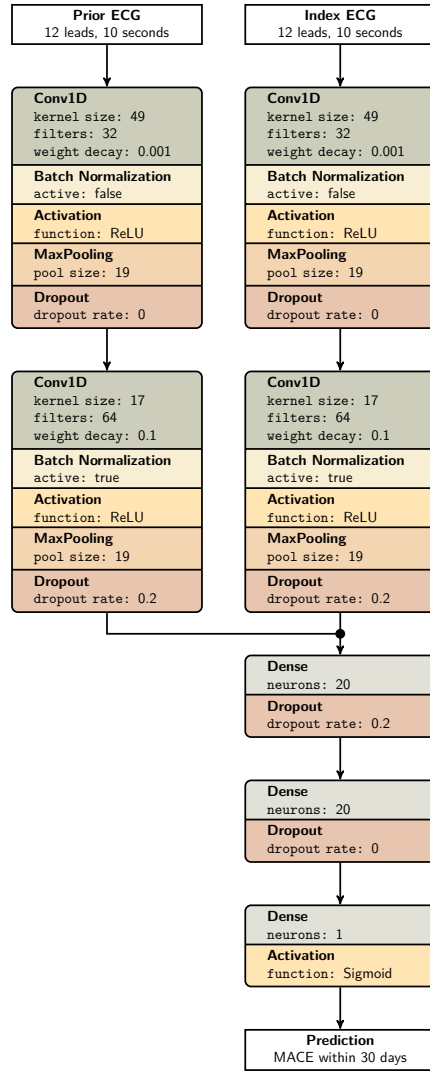 Prior ECG
12 leads, 10 seconds
Conv1D
kernel size: 49
filters: 32
weight decay: 0.001
Batch Normalization
active: false
Activation
function: ReLU
MaxPooling
pool size: 19
Dropout
dropout rate: 0
Conv1D
kernel size: 17
filters: 64
weight decay: 0.1
Batch Normalization
active: true
Activation
function: ReLU
MaxPooling
pool size: 19
Dropout
dropout rate: 0.2
Index ECG
12 leads, 10 seconds
Conv1D
kernel size: 49
filters: 32
weight decay: 0.001
Batch Normalization
active: false
Activation
function: ReLU
MaxPooling
pool size: 19
Dropout
dropout rate: 0
Conv1D
kernel size: 17
filters: 64
weight decay: 0.1
Batch Normalization
active: true
Activation
function: ReLU
MaxPooling
pool size: 19
Dropout
dropout rate: 0.2
Dense
neurons: 20
Dropout
dropout rate: 0.2
Dense
neurons: 20
Dropout
dropout rate: 0
Dense
neurons: 1
Activation
function: Sigmoid
Prediction
MACE within 30 days